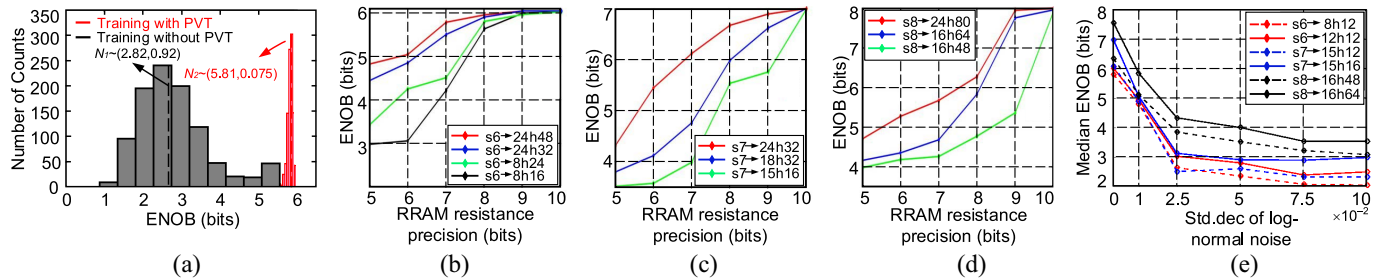 (a)
Training with PVT
Training without PVT
N₁~(2.82,0.92)
N₂~(5.81,0.075)
Number of Counts
350
300
250
200
150
100
50
0
0 1 2 3 4 5 6
ENOB (bits)
6
5
4
3
2
ENOB (bits)
s6→24h48
s6→24h32
s6→8h24
s6→8h16
5 6 7 8 9 10
RRAM resistance
precision (bits)
(b)
7
6
5
4
ENOB (bits)
s7→24h32
s7→18h32
s7→15h16
5 6 7 8 9 10
RRAM resistance
precision (bits)
(c)
8
7
6
5
4
ENOB (bits)
s8→24h80
s8→16h64
s8→16h48
5 6 7 8 9 10
RRAM resistance
precision (bits)
(d)
8
7
6
5
4
3
2
Median ENOB (bits)
s6→8h12
s6→12h12
s7→15h12
s7→15h16
s8→16h48
s8→16h64
0 1 2.5 5 7.5 10
×10⁻²
Std.dec of log-
normal noise
(e)